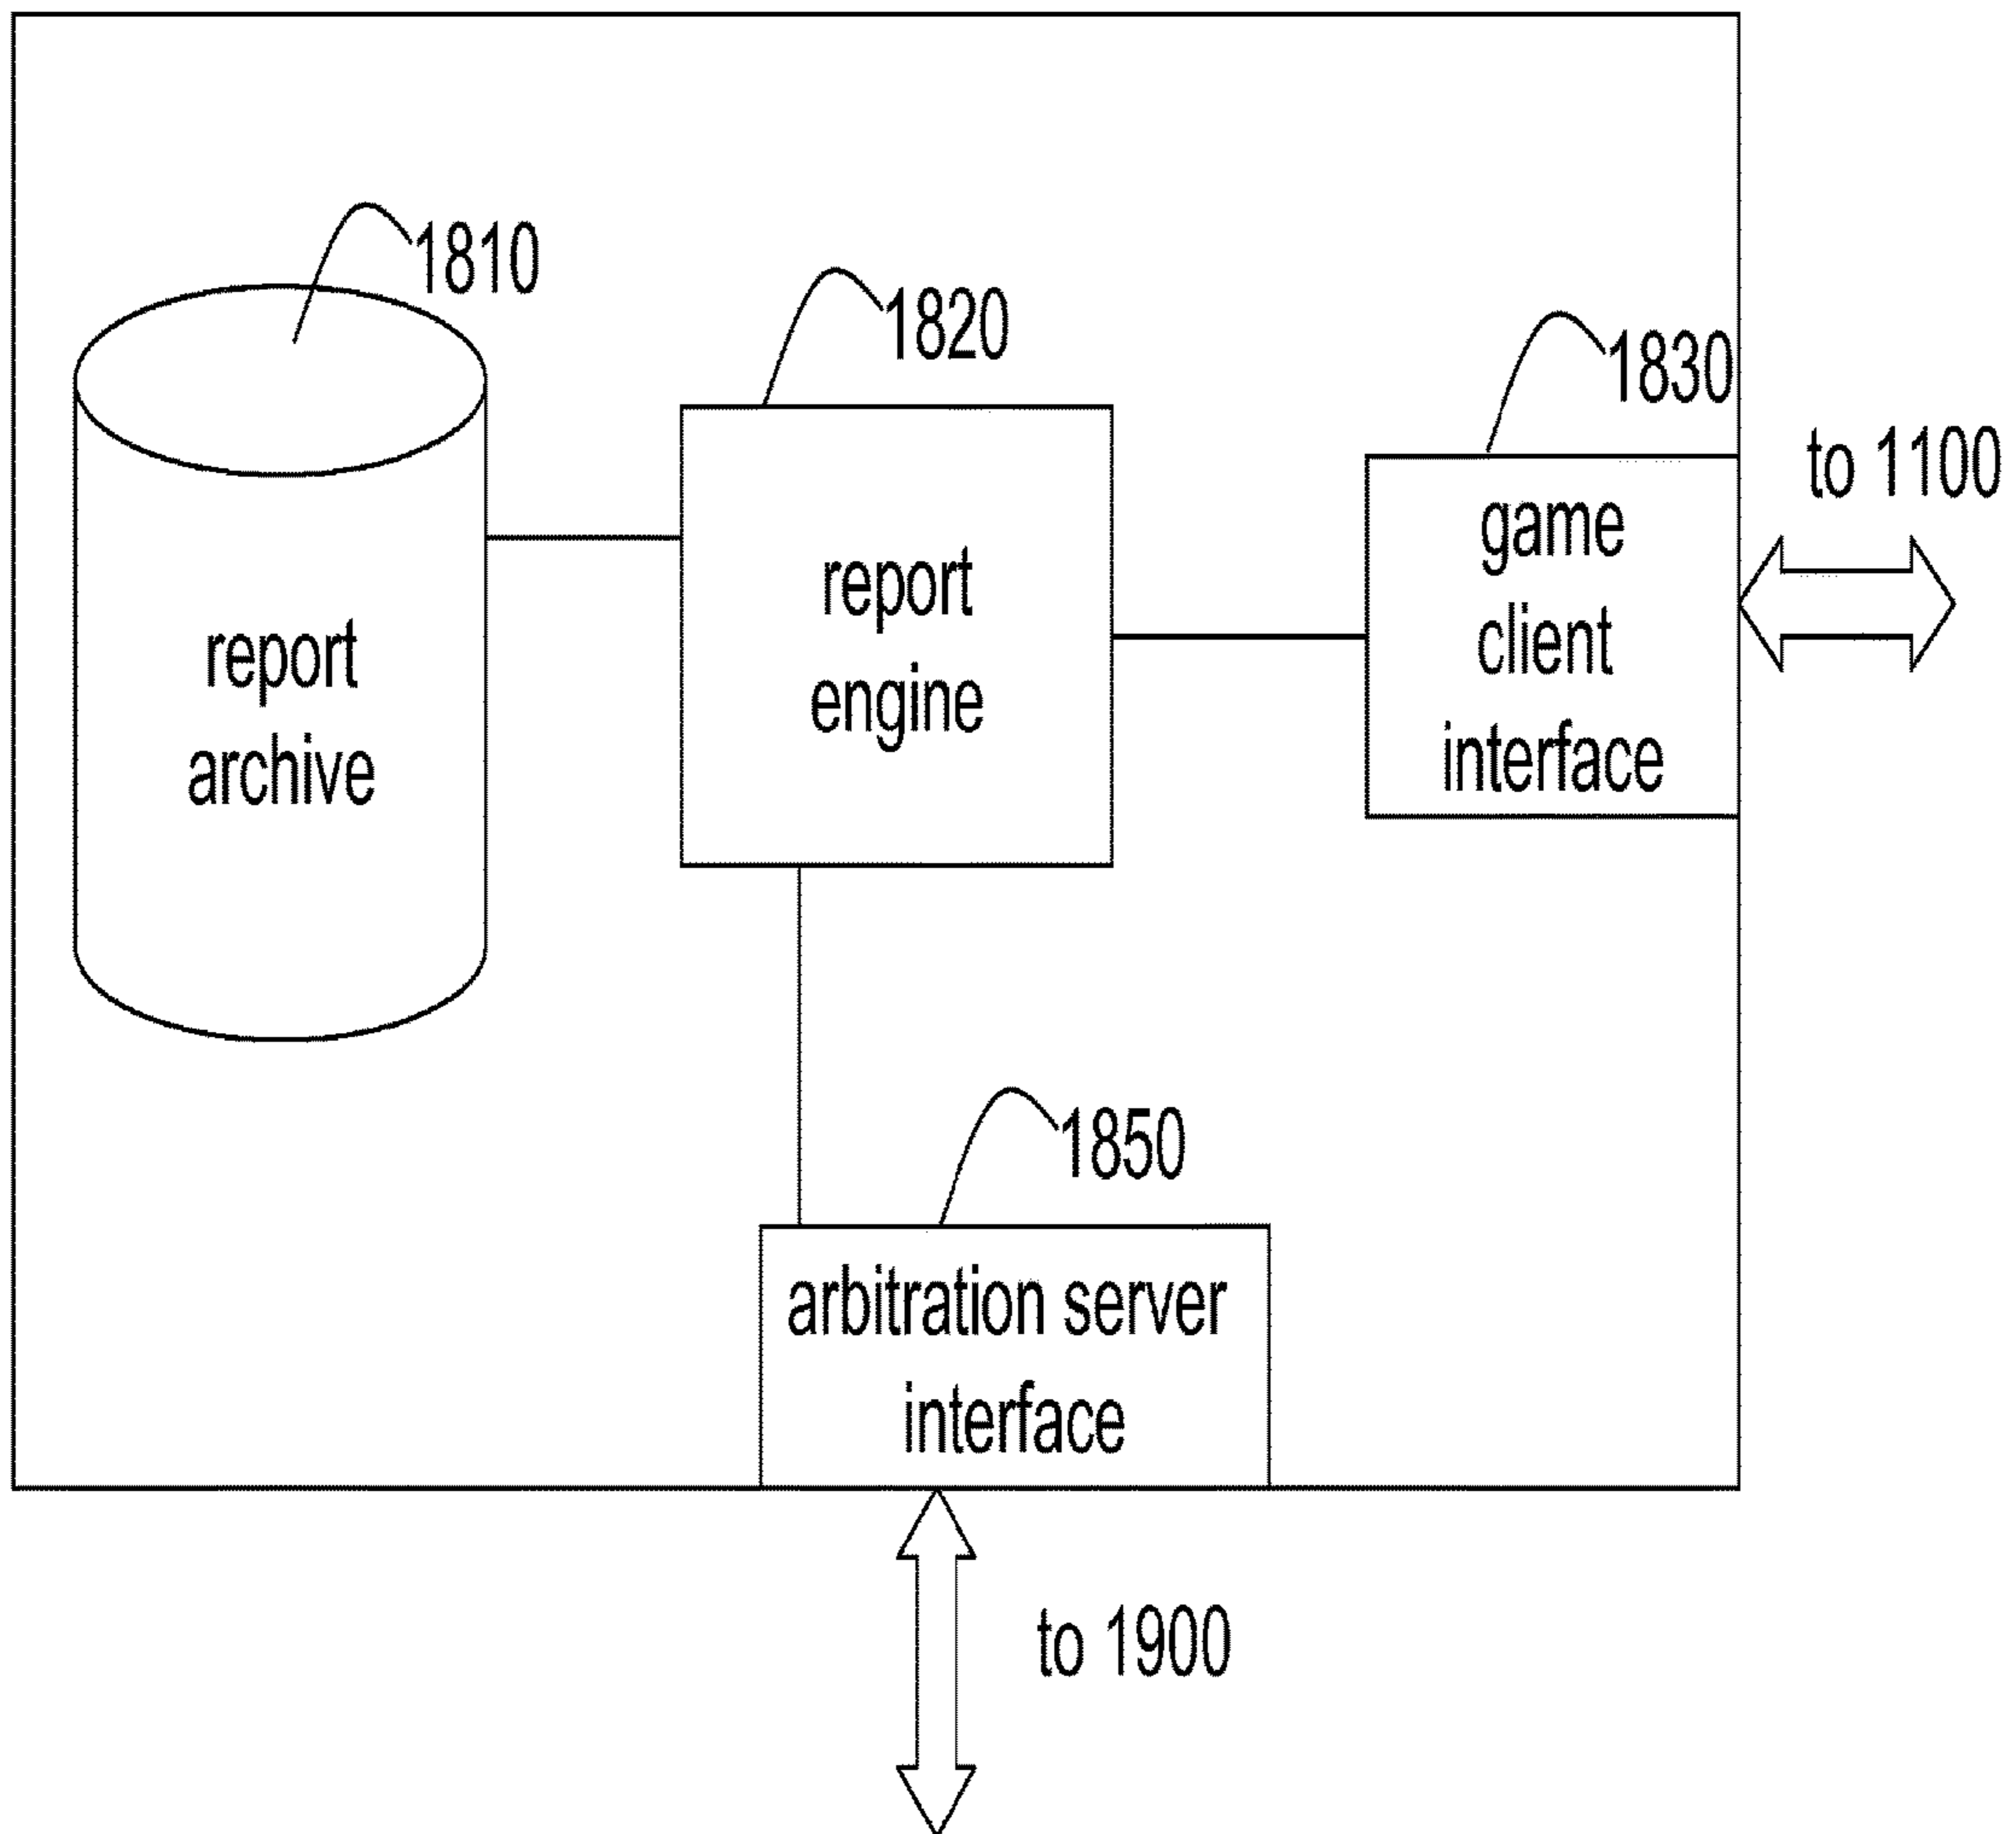 1810
1820
1830
to 1100
report
archive
report
engine
game
client
interface
1850
arbitration server
interface
to 1900